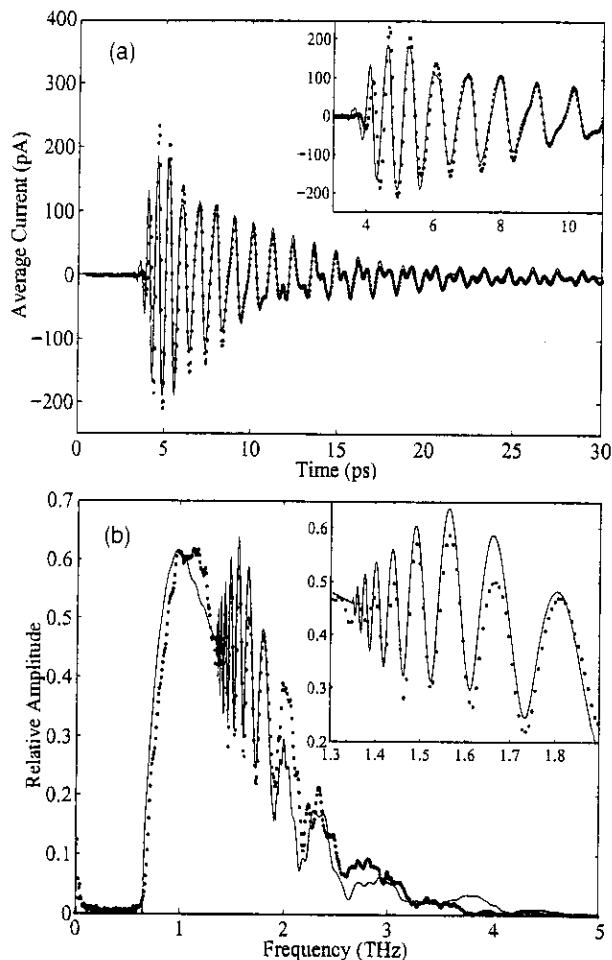 400
300
200
100
0
−100
−200
Average Current (pA)
(a)
200
100
0
−100
−200
4 6 8 10
0 5 10 15 20 25 30
Time (ps)
0.7
0.6
0.5
0.4
0.3
0.2
0.1
0
Relative Amplitude
(b)
0.6
0.5
0.4
0.3
0.2
1.3 1.4 1.5 1.6 1.7 1.8
0 1 2 3 4 5
Frequency (THz)